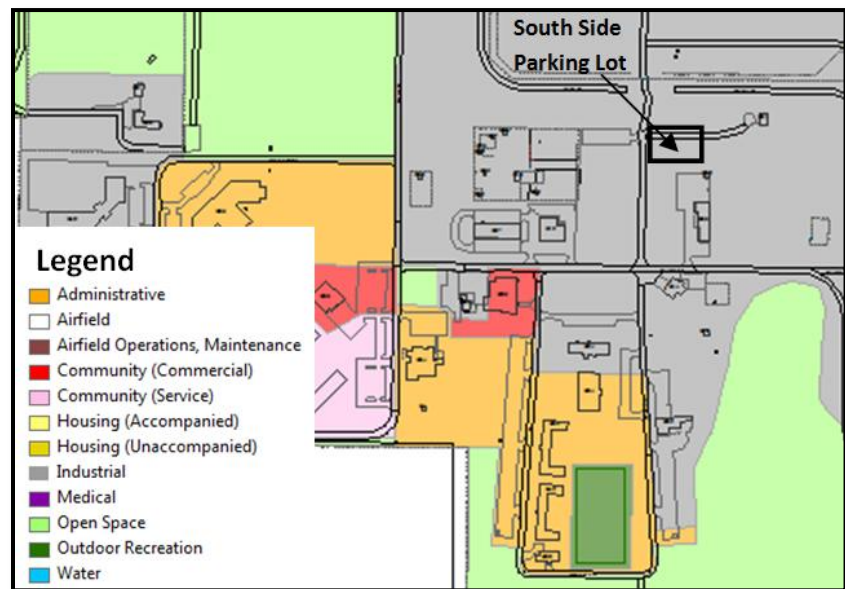 South Side
Parking Lot
Legend
Administrative
Airfield
Airfield Operations, Maintenance
Community (Commercial)
Community (Service)
Housing (Accompanied)
Housing (Unaccompanied)
Industrial
Medical
Open Space
Outdoor Recreation
Water